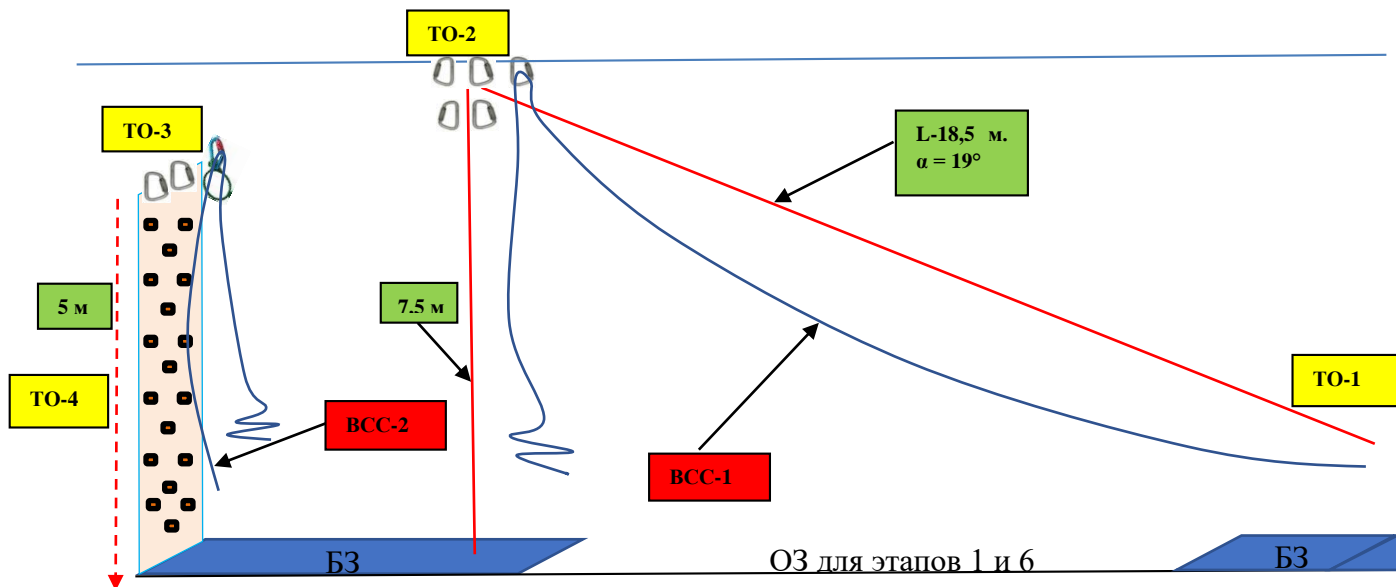 ТО-2
ТО-3
L-18,5 м.
α = 19°
5 м
7.5 м
ТО-1
ТО-4
ВСС-2
ВСС-1
БЗ
ОЗ для этапов 1 и 6
БЗ